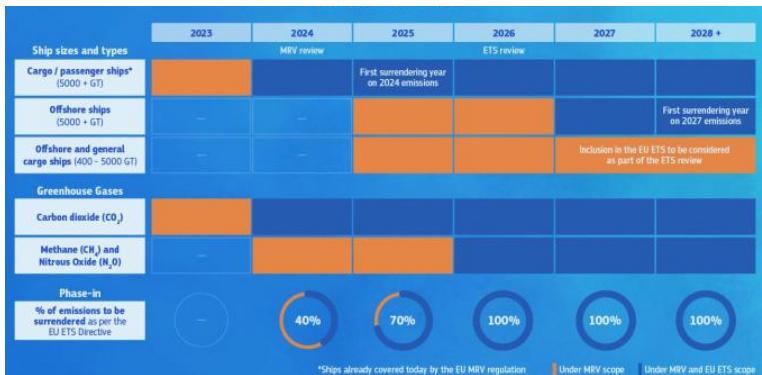 2023 2024 2025 2026 2027 2028 +
Ship sizes and types MRV review ETS review
Cargo / passenger ships*
(5000 + GT)
First surrendering year
on 2024 emissions
Offshore ships
(5000 + GT)
— —
First surrendering year
on 2027 emissions
Offshore and general
cargo ships (400 - 5000 GT)
— —
Inclusion in the EU ETS to be considered
as part of the ETS review
Greenhouse Gases
Carbon dioxide (CO₂)
Methane (CH₄) and
Nitrous Oxide (N₂O)
—
Phase-in
% of emissions to be
surrendered as per the
EU ETS Directive
— 40% 70% 100% 100% 100%
*Ships already covered today by the EU MRV regulation Under MRV scope Under MRV and EU ETS scope